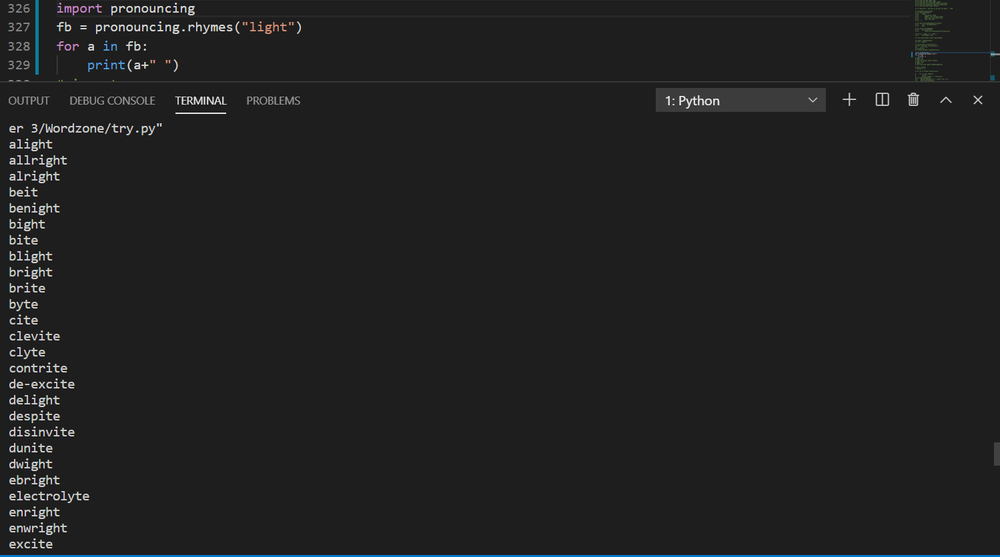 326 import pronouncing
327 fb = pronouncing.rhymes("light")
328 for a in fb:
329     print(a+" ")
OUTPUT DEBUG CONSOLE TERMINAL PROBLEMS 1: Python
er 3/Wordzone/try.py"
alight
allright
alright
beit
benight
bight
bite
blight
bright
brite
byte
cite
clevite
clyte
contrite
de-excite
delight
despite
disinvite
dunite
dwight
ebright
electrolyte
enright
enwright
excite